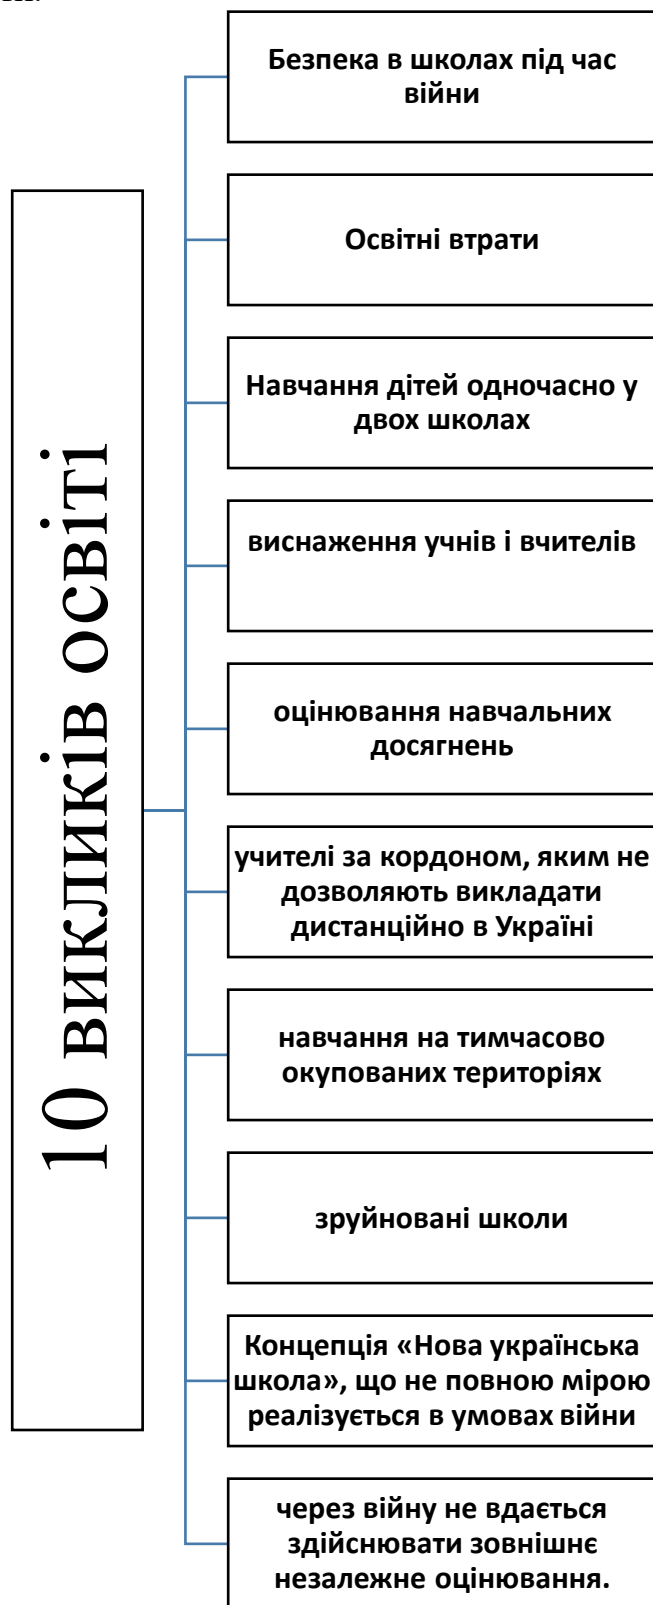 10 викликів освіті
Безпека в школах під час
війни
Освітні втрати
Навчання дітей одночасно у
двох школах
виснаження учнів і вчителів
оцінювання навчальних
досягнень
учителі за кордоном, яким не
дозволяють викладати
дистанційно в Україні
навчання на тимчасово
окупованих територіях
зруйновані школи
Концепція «Нова українська
школа», що не повною мірою
реалізується в умовах війни
через війну не вдається
здійснювати зовнішнє
незалежне оцінювання.